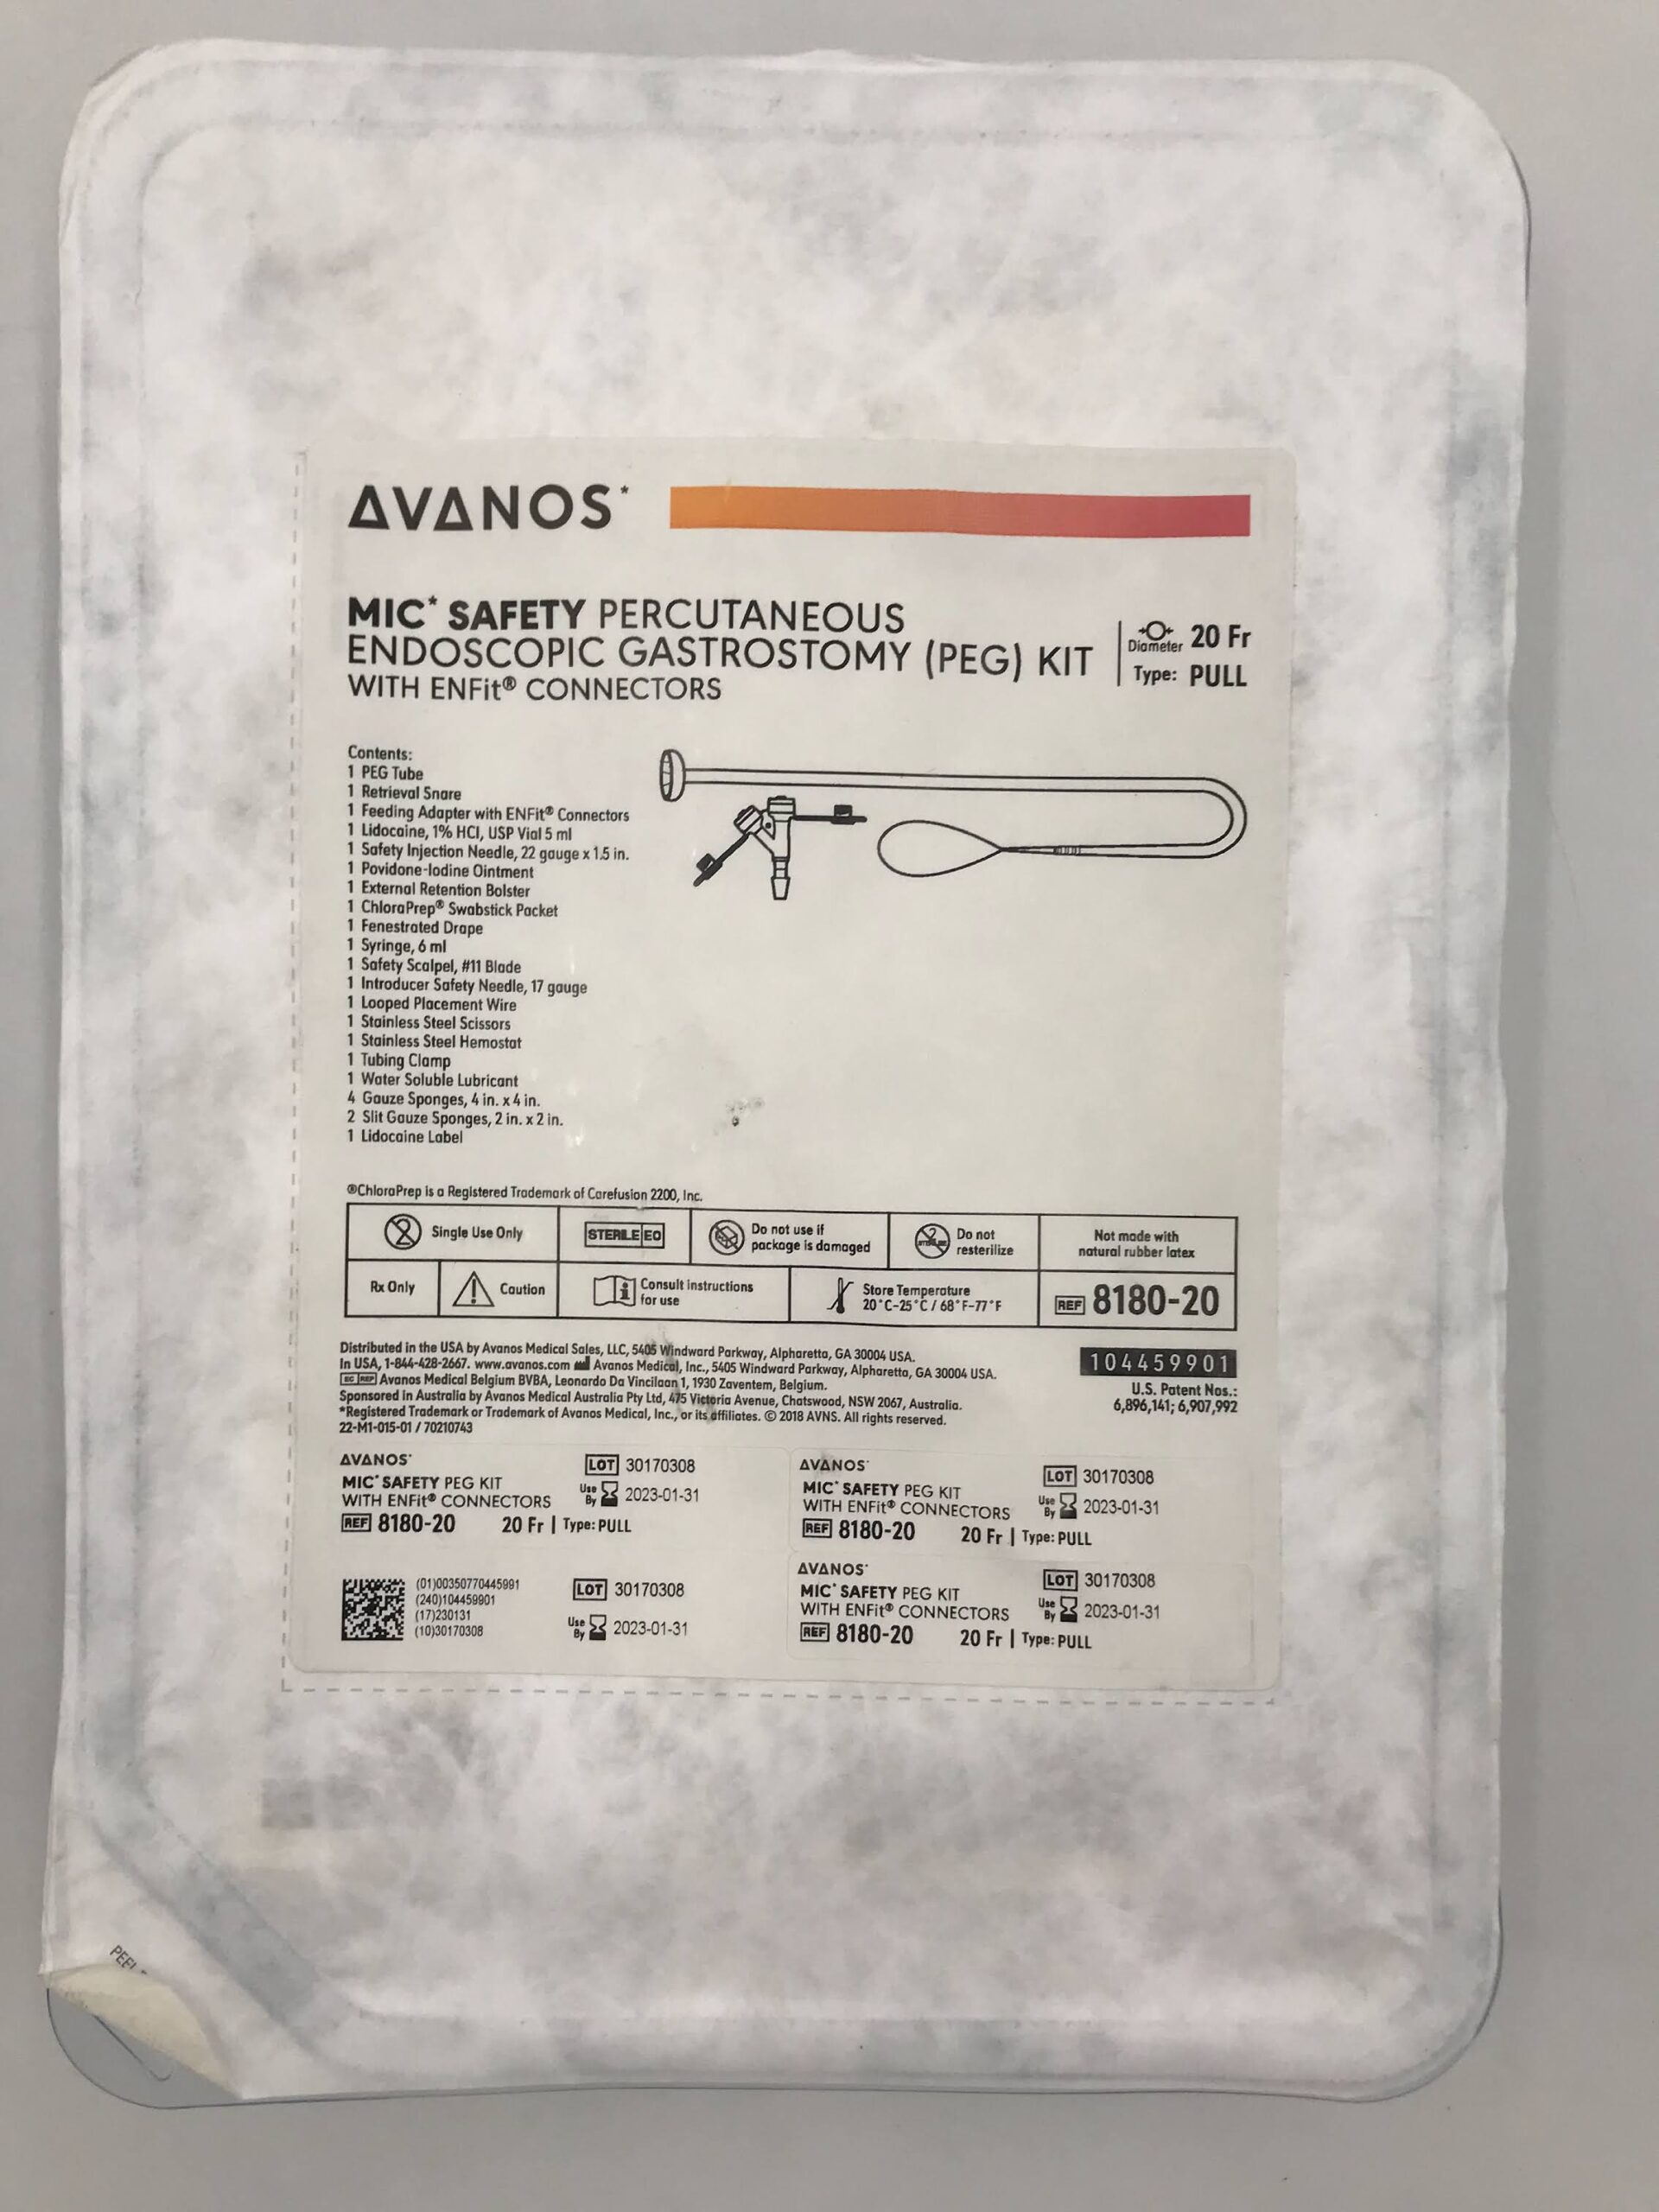 AVANOS*
MIC* SAFETY PERCUTANEOUS
ENDOSCOPIC GASTROSTOMY (PEG) KIT
WITH ENFit® CONNECTORS
Diameter 20 Fr
Type: PULL
Contents:
1 PEG Tube
1 Retrieval Snare
1 Feeding Adapter with ENFit® Connectors
1 Lidocaine, 1% HCl, USP Vial 5 ml
1 Safety Injection Needle, 22 gauge x 1.5 in.
1 Povidone-Iodine Ointment
1 External Retention Bolster
1 ChloraPrep® Swabstick Packet
1 Fenestrated Drape
1 Syringe, 6 ml
1 Safety Scalpel, #11 Blade
1 Introducer Safety Needle, 17 gauge
1 Looped Placement Wire
1 Stainless Steel Scissors
1 Stainless Steel Hemostat
1 Tubing Clamp
1 Water Soluble Lubricant
4 Gauze Sponges, 4 in. x 4 in.
2 Slit Gauze Sponges, 2 in. x 2 in.
1 Lidocaine Label
®ChloraPrep is a Registered Trademark of Carefusion 2200, Inc.
2 Single Use Only
STERILE EO
Do not use if
package is damaged
Do not
resterilize
Not made with
natural rubber latex
Rx Only
Caution
Consult instructions
for use
Store Temperature
20°C-25°C / 68°F-77°F
REF 8180-20
Distributed in the USA by Avanos Medical Sales, LLC, 5405 Windward Parkway, Alpharetta, GA 30004 USA.
In USA, 1-844-428-2667. www.avanos.com Avanos Medical, Inc., 5405 Windward Parkway, Alpharetta, GA 30004 USA.
EC REP Avanos Medical Belgium BVBA, Leonardo Da Vincilaan 1, 1930 Zaventem, Belgium.
Sponsored in Australia by Avanos Medical Australia Pty Ltd, 475 Victoria Avenue, Chatswood, NSW 2067, Australia.
*Registered Trademark or Trademark of Avanos Medical, Inc., or its affiliates. © 2018 AVNS. All rights reserved.
22-M1-015-01 / 70210743
104459901
U.S. Patent Nos.:
6,896,141; 6,907,992
AVANOS*
MIC* SAFETY PEG KIT
WITH ENFit® CONNECTORS
REF 8180-20 20 Fr | Type: PULL
LOT 30170308
Use By 2023-01-31
AVANOS*
MIC* SAFETY PEG KIT
WITH ENFit® CONNECTORS
REF 8180-20 20 Fr | Type: PULL
LOT 30170308
Use By 2023-01-31
(01)00350770445991
(240)104459901
(17)230131
(10)30170308
LOT 30170308
Use By 2023-01-31
AVANOS*
MIC* SAFETY PEG KIT
WITH ENFit® CONNECTORS
REF 8180-20 20 Fr | Type: PULL
LOT 30170308
Use By 2023-01-31
PEEL